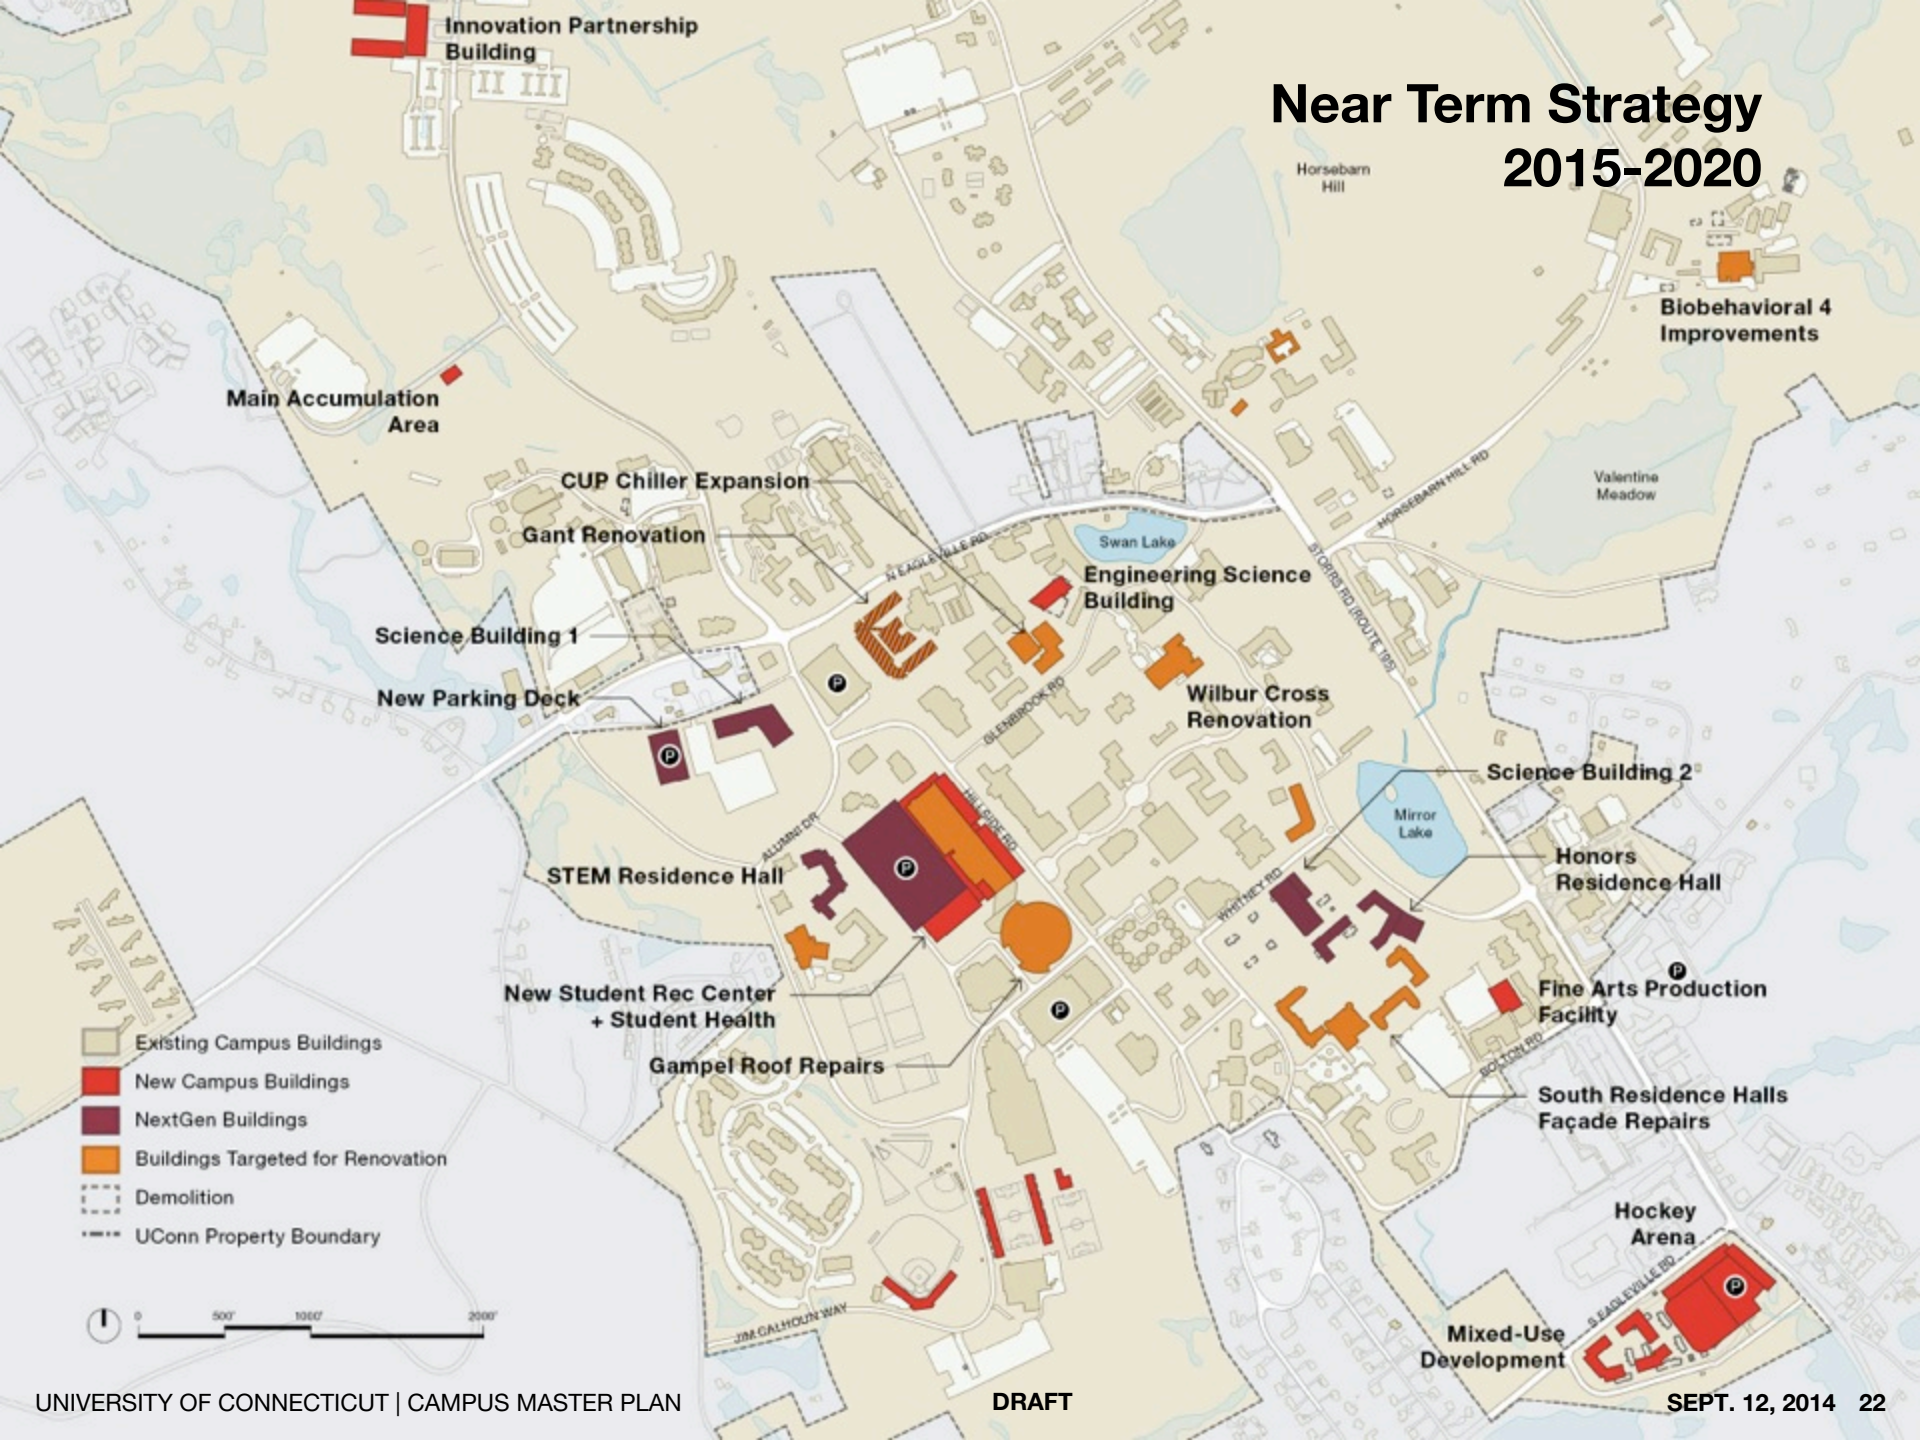 Innovation Partnership
Building
Near Term Strategy
2015-2020
Horsebarn
Hill
Biobehavioral 4
Improvements
Main Accumulation
Area
CUP Chiller Expansion
Gant Renovation
N EAGLEVILLE RD
Swan Lake
HORSEBARN HILL RD
Valentine
Meadow
STORRS RD (ROUTE 195)
Engineering Science
Building
Science Building 1
New Parking Deck
P
P
GLENBROOK RD
Wilbur Cross
Renovation
Science Building 2
Mirror
Lake
HILLSIDE RD
ALUMNI DR
STEM Residence Hall
P
WHITNEY RD
Honors
Residence Hall
New Student Rec Center
+ Student Health
P
P
Fine Arts Production
Facility
BOLTON RD
Gampel Roof Repairs
South Residence Halls
Façade Repairs
Existing Campus Buildings
New Campus Buildings
NextGen Buildings
Buildings Targeted for Renovation
Demolition
UConn Property Boundary
0 500' 1000' 2000'
JIM CALHOUN WAY
Hockey
Arena
S EAGLEVILLE RD
P
Mixed-Use
Development
UNIVERSITY OF CONNECTICUT | CAMPUS MASTER PLAN
DRAFT
SEPT. 12, 2014 22